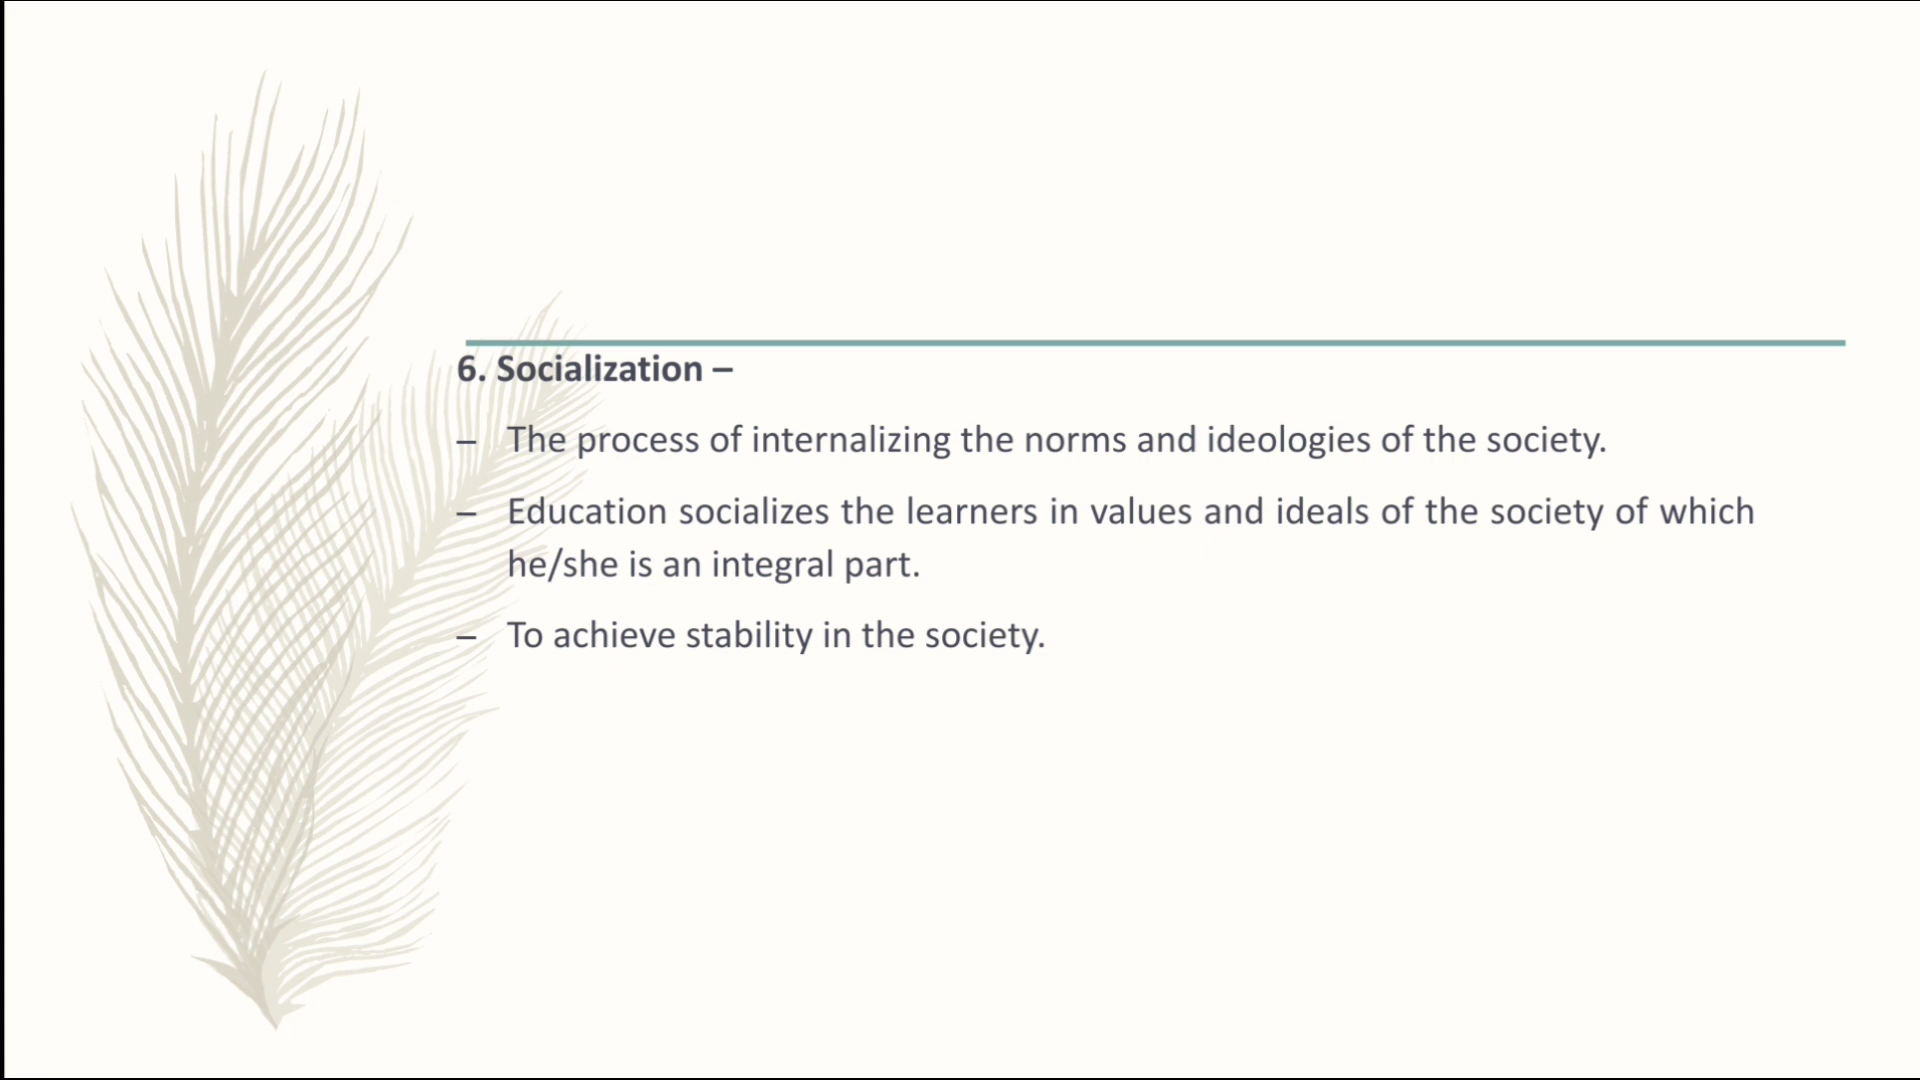 6. Socialization –
– The process of internalizing the norms and ideologies of the society.
– Education socializes the learners in values and ideals of the society of which
he/she is an integral part.
– To achieve stability in the society.